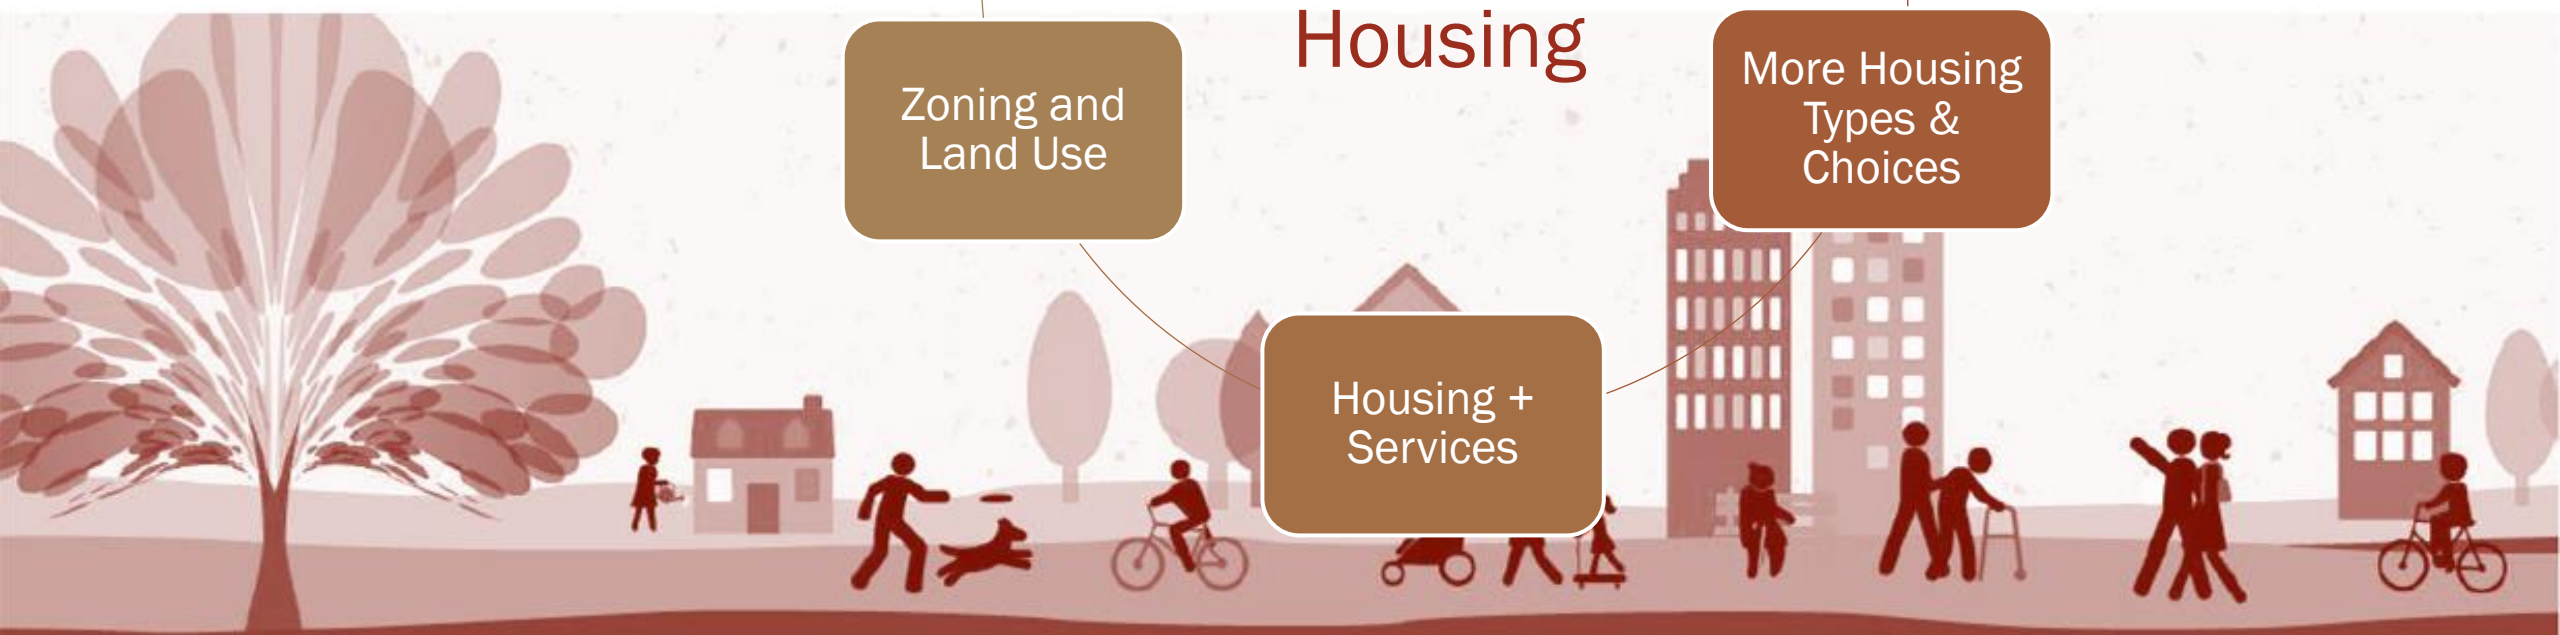 Housing
Zoning and
Land Use
More Housing
Types &
Choices
Housing +
Services